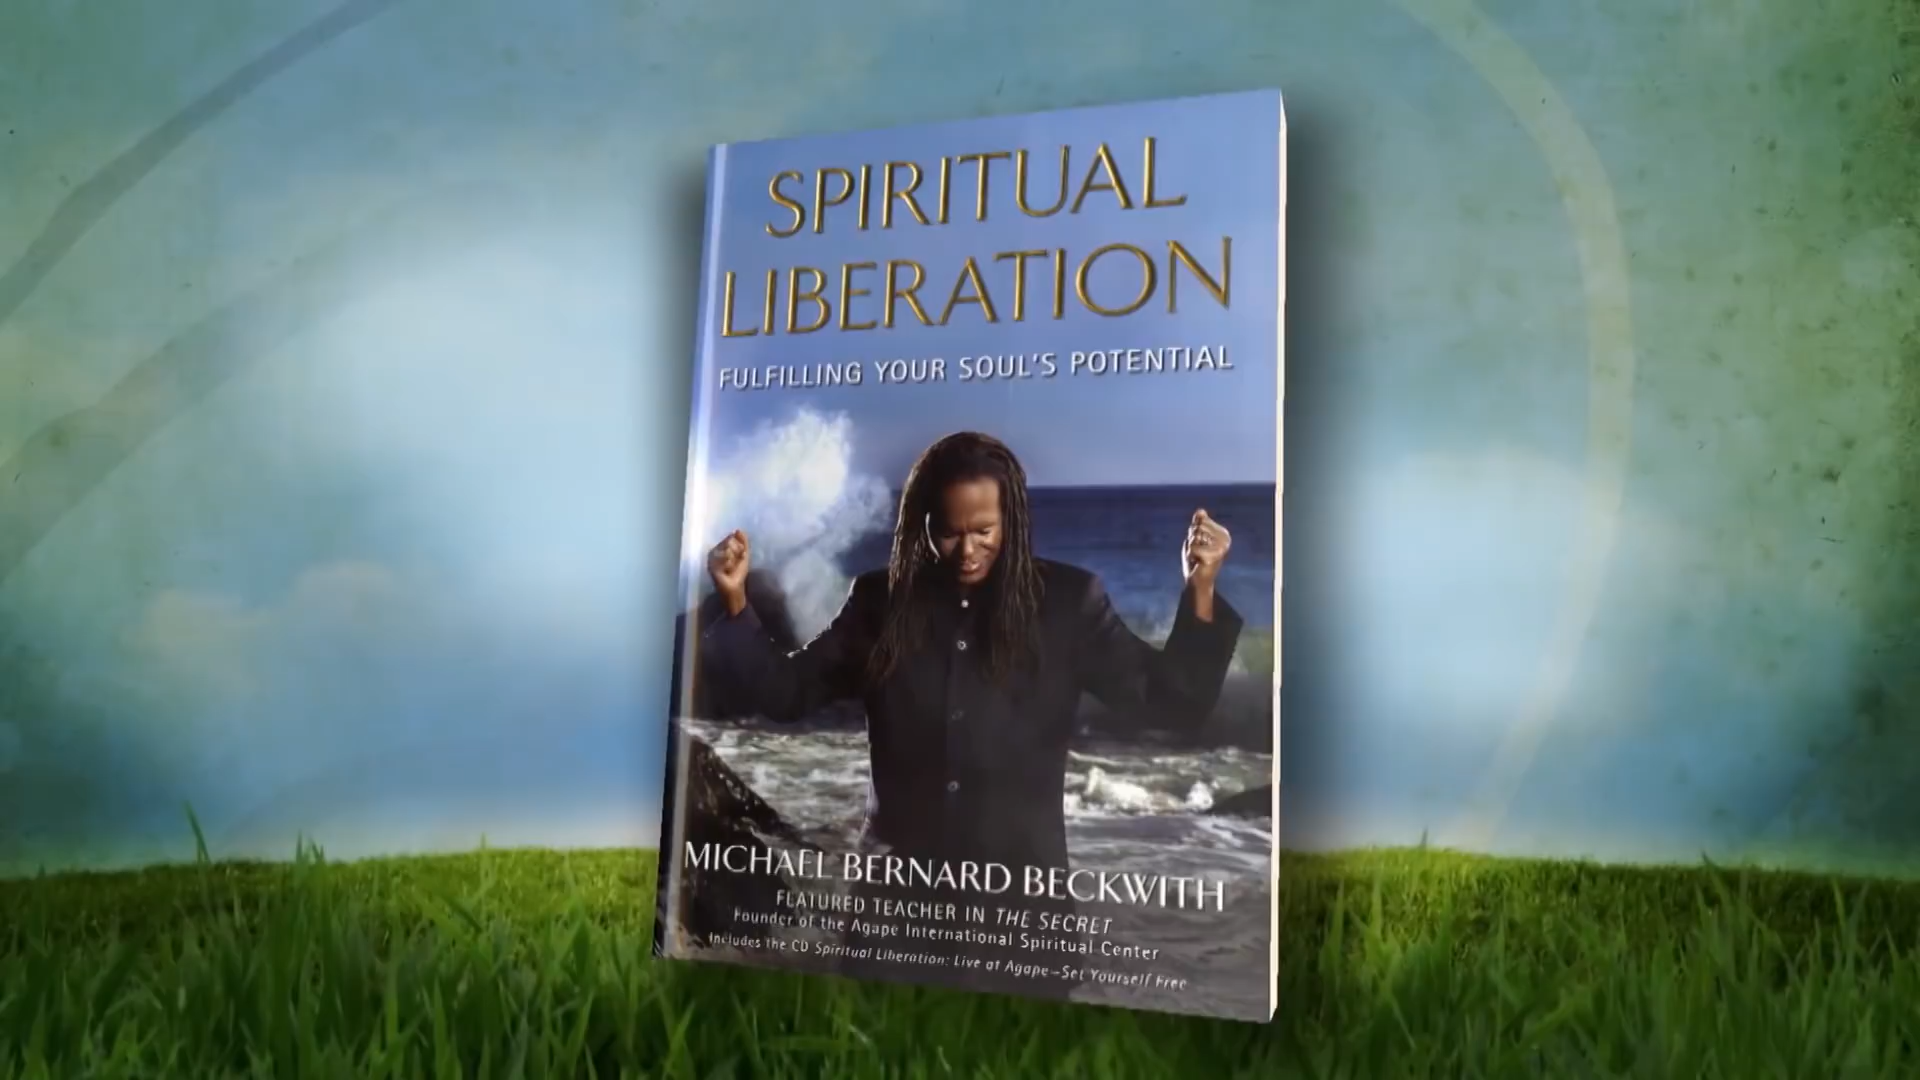 SPIRITUAL
LIBERATION
FULFILLING YOUR SOUL'S POTENTIAL
MICHAEL BERNARD BECKWITH
FEATURED TEACHER IN THE SECRET
Founder of the Agape International Spiritual Center
Includes the CD Spiritual Liberation: Live at Agape—Set Yourself Free